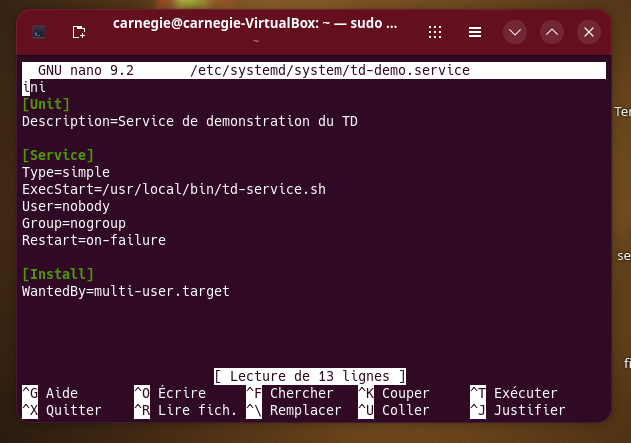 carnegie@carnegie-VirtualBox: ~ — sudo ...
~
GNU nano 9.2 /etc/systemd/system/td-demo.service
ini
[Unit]
Description=Service de demonstration du TD
[Service]
Type=simple
ExecStart=/usr/local/bin/td-service.sh
User=nobody
Group=nogroup
Restart=on-failure
[Install]
WantedBy=multi-user.target
[ Lecture de 13 lignes ]
^G Aide ^O Écrire ^F Chercher ^K Couper ^T Exécuter
^X Quitter ^R Lire fich. ^\ Remplacer ^U Coller ^J Justifier